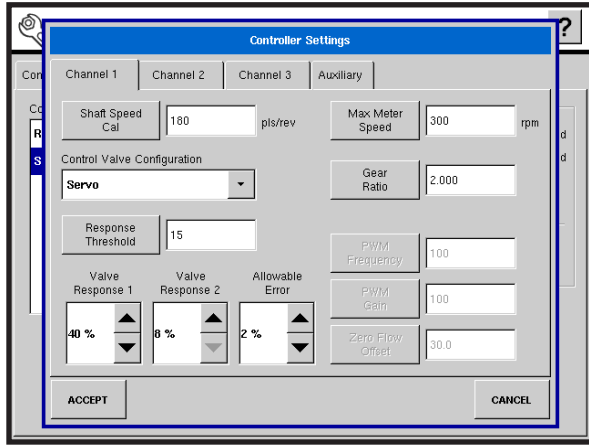 ?
Controller Settings
Con
Channel 1
Channel 2
Channel 3
Auxiliary
Co
R
S
d
d
Shaft Speed
Cal
180
pls/rev
Max Meter
Speed
300
rpm
Control Valve Configuration
Servo
Gear
Ratio
2.000
Response
Threshold
15
PWM
Frequency
100
Valve
Response 1
Valve
Response 2
Allowable
Error
40 %
8 %
2 %
PWM
Gain
100
Zero Flow
Offset
30.0
ACCEPT
CANCEL